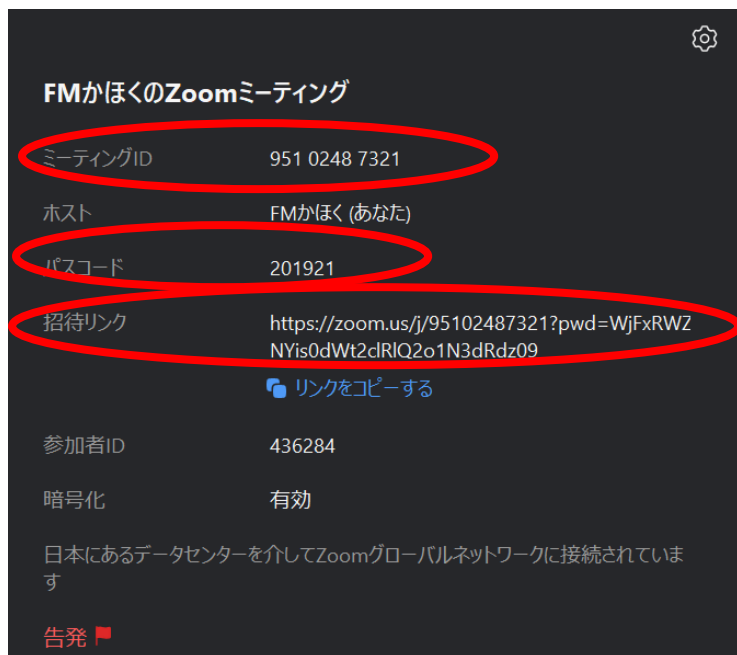 FMかほくのZoomミーティング
ミーティングID 951 0248 7321
ホスト FMかほく (あなた)
パスコード 201921
招待リンク https://zoom.us/j/95102487321?pwd=WjFxRWZ
NYis0dWt2clRlQ2o1N3dRdz09
リンクをコピーする
参加者ID 436284
暗号化 有効
日本にあるデータセンターを介してZoomグローバルネットワークに接続されていま
す
告発